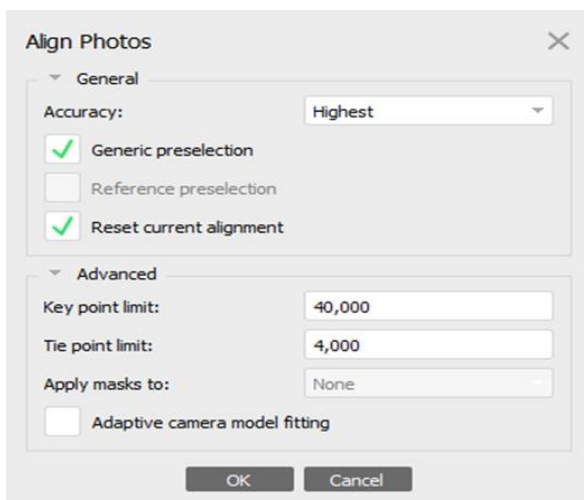 Align Photos
General
Accuracy: Highest
Generic preselection
Reference preselection
Reset current alignment
Advanced
Key point limit: 40,000
Tie point limit: 4,000
Apply masks to: None
Adaptive camera model fitting
OK Cancel